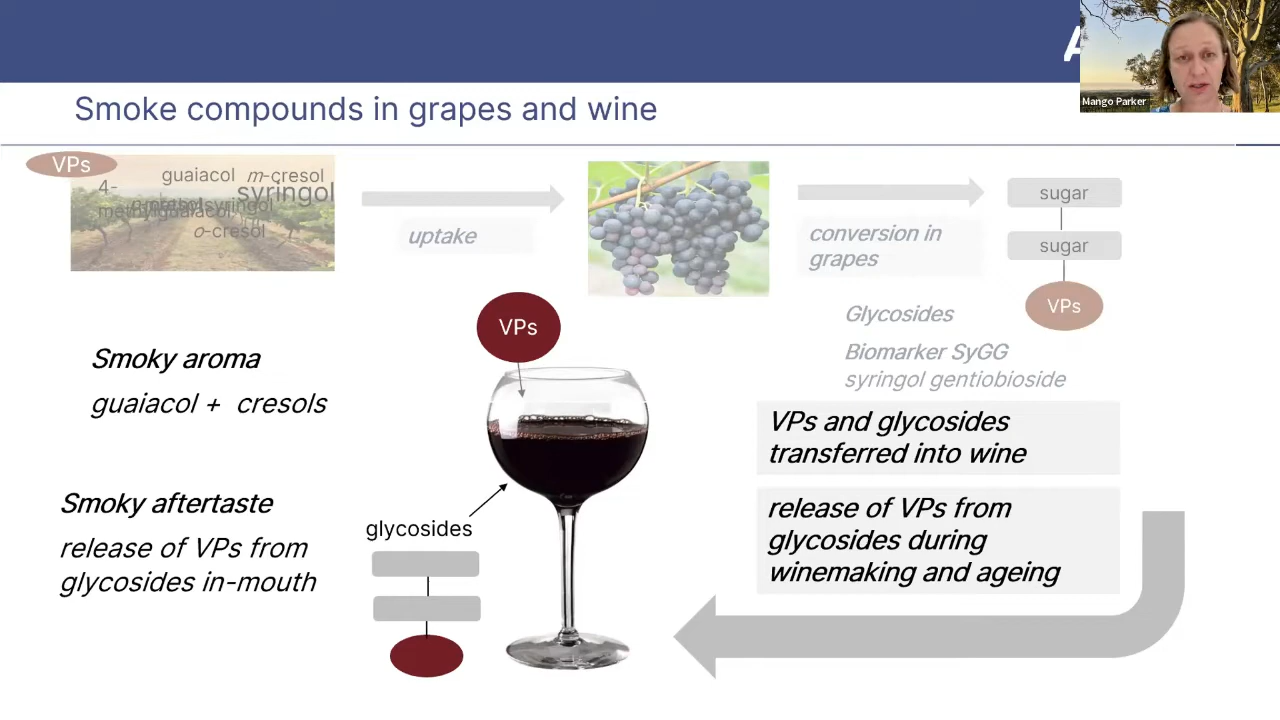 A
Mango Parker
Smoke compounds in grapes and wine
VPs
guaiacol m-cresol
4-
syringol
methylguaiacol
o-cresol
uptake
conversion in
grapes
sugar
sugar
VPs
Glycosides
Biomarker SyGG
syringol gentiobioside
VPs
Smoky aroma
guaiacol + cresols
VPs and glycosides
transferred into wine
Smoky aftertaste
release of VPs from
glycosides in-mouth
glycosides
release of VPs from
glycosides during
winemaking and ageing